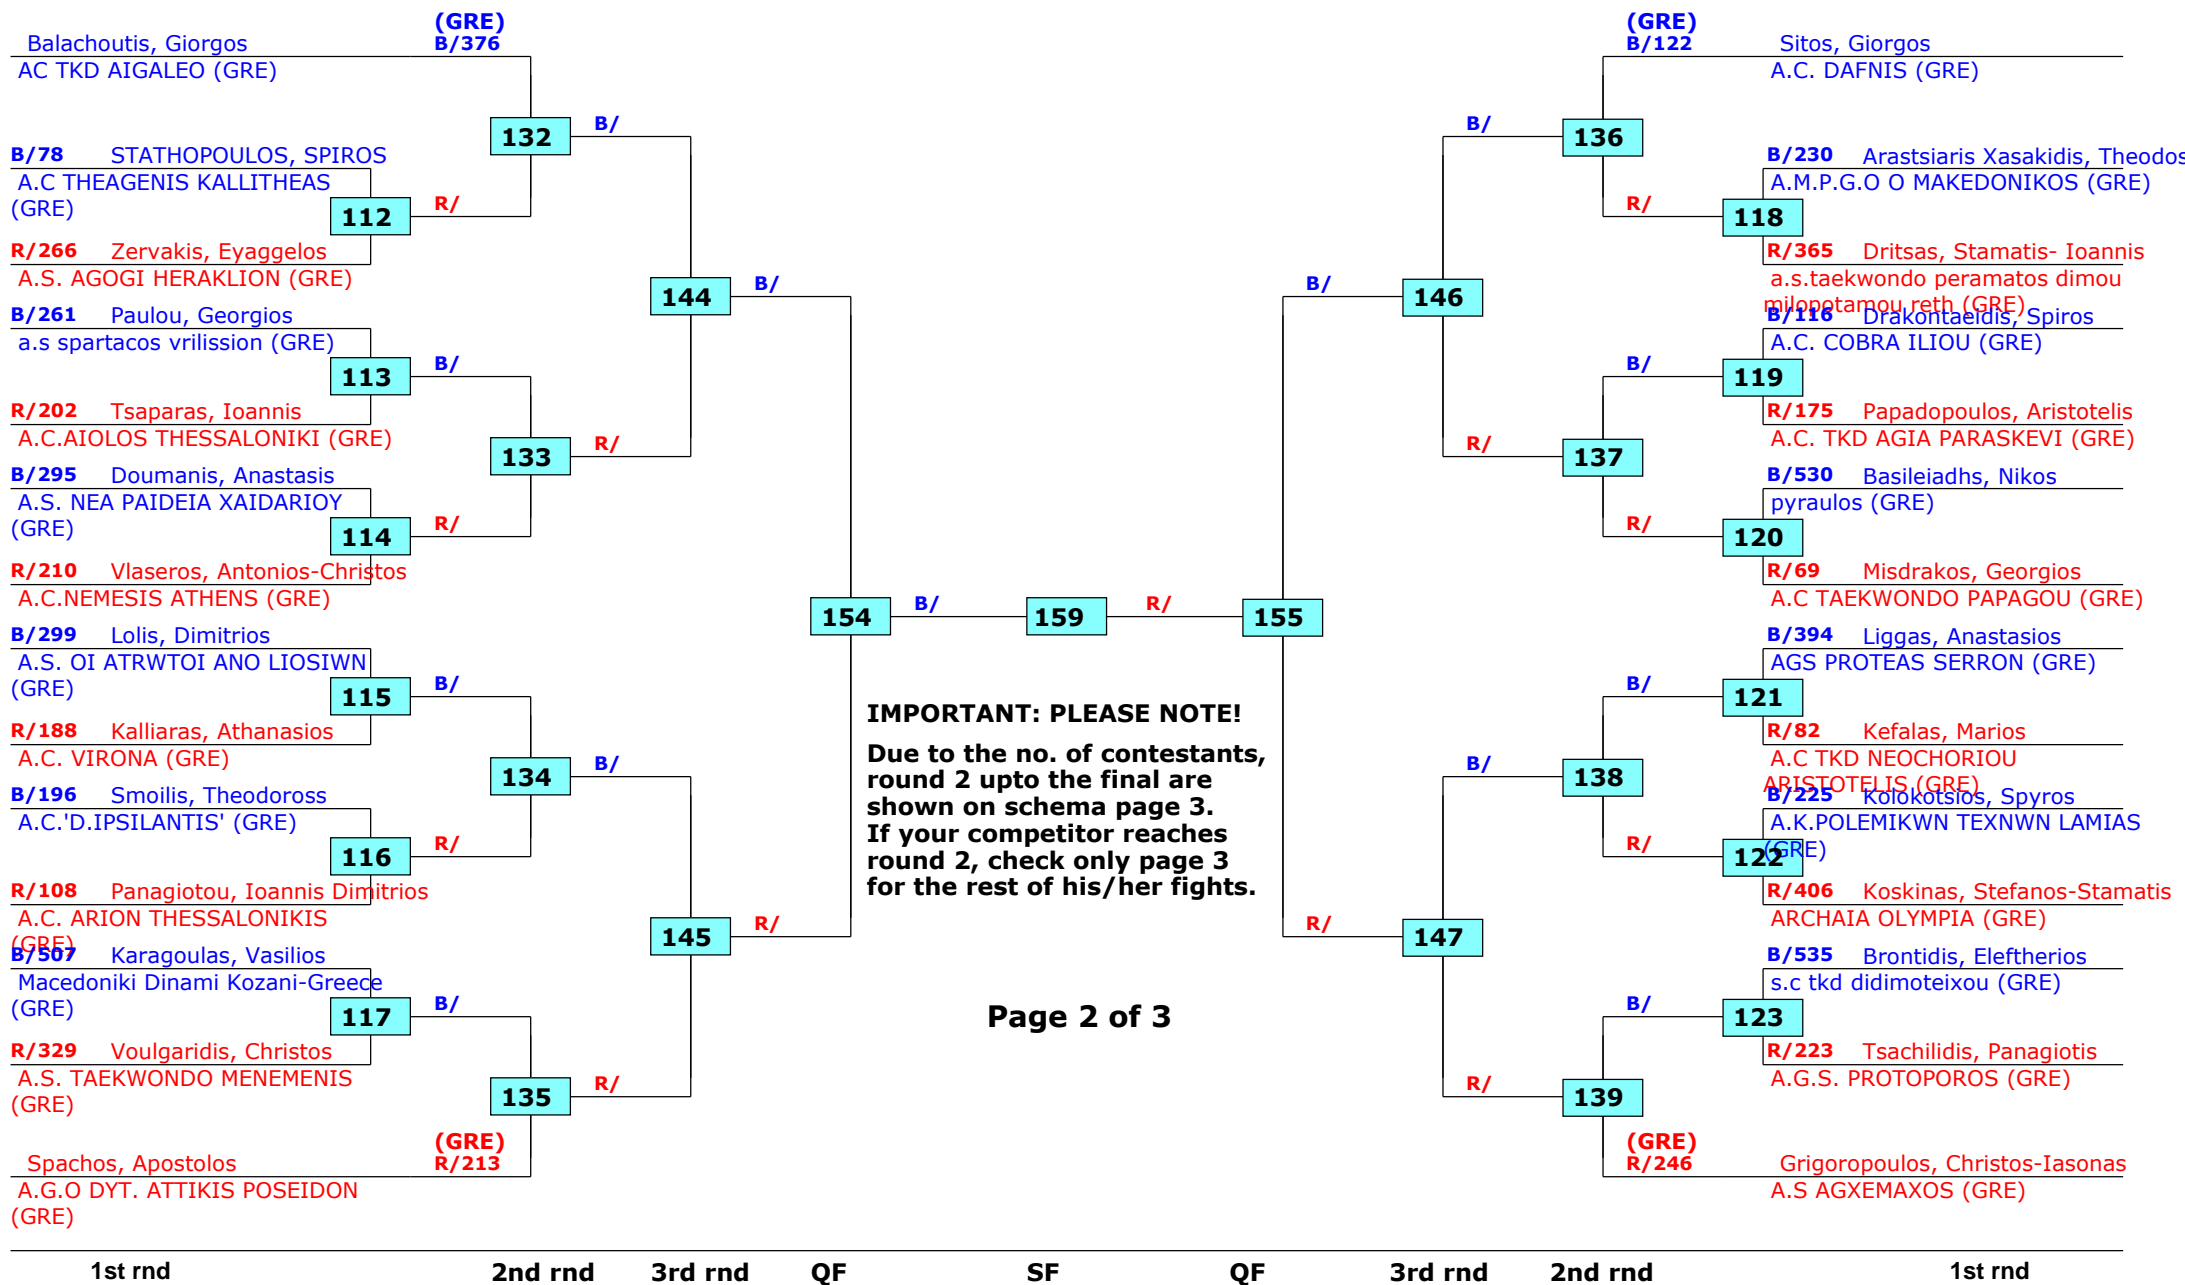 (GRE)
Balachoutis, Giorgos B/376
AC TKD AIGALEO (GRE)
132
B/
B/78 STATHOPOULOS, SPIROS
A.C THEAGENIS KALLITHEAS
(GRE)
112
R/
R/266 Zervakis, Eyaggelos
A.S. AGOGI HERAKLION (GRE)
144
B/
B/261 Paulou, Georgios
a.s spartacos vrilission (GRE)
113
B/
R/202 Tsaparas, Ioannis
A.C.AIOLOS THESSALONIKI (GRE)
133
R/
B/295 Doumanis, Anastasis
A.S. NEA PAIDEIA XAIDARIOY
(GRE)
114
R/
R/210 Vlaseros, Antonios-Christos
A.C.NEMESIS ATHENS (GRE)
154
B/
159
R/
155
B/299 Lolis, Dimitrios
A.S. OI ATRWTOI ANO LIOSIWN
(GRE)
115
B/
R/188 Kalliaras, Athanasios
A.C. VIRONA (GRE)
134
B/
B/196 Smoilis, Theodoross
A.C.'D.IPSILANTIS' (GRE)
116
R/
R/108 Panagiotou, Ioannis Dimitrios
A.C. ARION THESSALONIKIS
(GRE)
145
R/
B/507 Karagoulas, Vasilios
Macedoniki Dinami Kozani-Greece
(GRE)
117
B/
R/329 Voulgaridis, Christos
A.S. TAEKWONDO MENEMENIS
(GRE)
135
R/
(GRE)
Spachos, Apostolos R/213
A.G.O DYT. ATTIKIS POSEIDON
(GRE)
IMPORTANT: PLEASE NOTE!
Due to the no. of contestants,
round 2 upto the final are
shown on schema page 3.
If your competitor reaches
round 2, check only page 3
for the rest of his/her fights.
Page 2 of 3
(GRE)
B/122 Sitos, Giorgos
A.C. DAFNIS (GRE)
B/
136
B/230 Arastsiaris Xasakidis, Theodos
A.M.P.G.O O MAKEDONIKOS (GRE)
R/
118
R/365 Dritsas, Stamatis- Ioannis
a.s.taekwondo peramatos dimou
milopotamou reth (GRE)
B/
146
B/116 Drakontaeidis, Spiros
A.C. COBRA ILIOU (GRE)
B/
119
R/175 Papadopoulos, Aristotelis
A.C. TKD AGIA PARASKEVI (GRE)
R/
137
B/530 Basileiadhs, Nikos
pyraulos (GRE)
R/
120
R/69 Misdrakos, Georgios
A.C TAEKWONDO PAPAGOU (GRE)
B/394 Liggas, Anastasios
AGS PROTEAS SERRON (GRE)
B/
121
R/82 Kefalas, Marios
A.C TKD NEOCHORIOU
ARISTOTELIS (GRE)
B/
138
B/225 Kolokotsios, Spyros
A.K.POLEMIKWN TEXNWN LAMIAS
(GRE)
R/
122
R/406 Koskinas, Stefanos-Stamatis
ARCHAIA OLYMPIA (GRE)
R/
147
B/535 Brontidis, Eleftherios
s.c tkd didimoteixou (GRE)
B/
123
R/223 Tsachilidis, Panagiotis
A.G.S. PROTOPOROS (GRE)
R/
139
(GRE)
R/246 Grigoropoulos, Christos-Iasonas
A.S AGXEMAXOS (GRE)
1st rnd 2nd rnd 3rd rnd QF SF QF 3rd rnd 2nd rnd 1st rnd